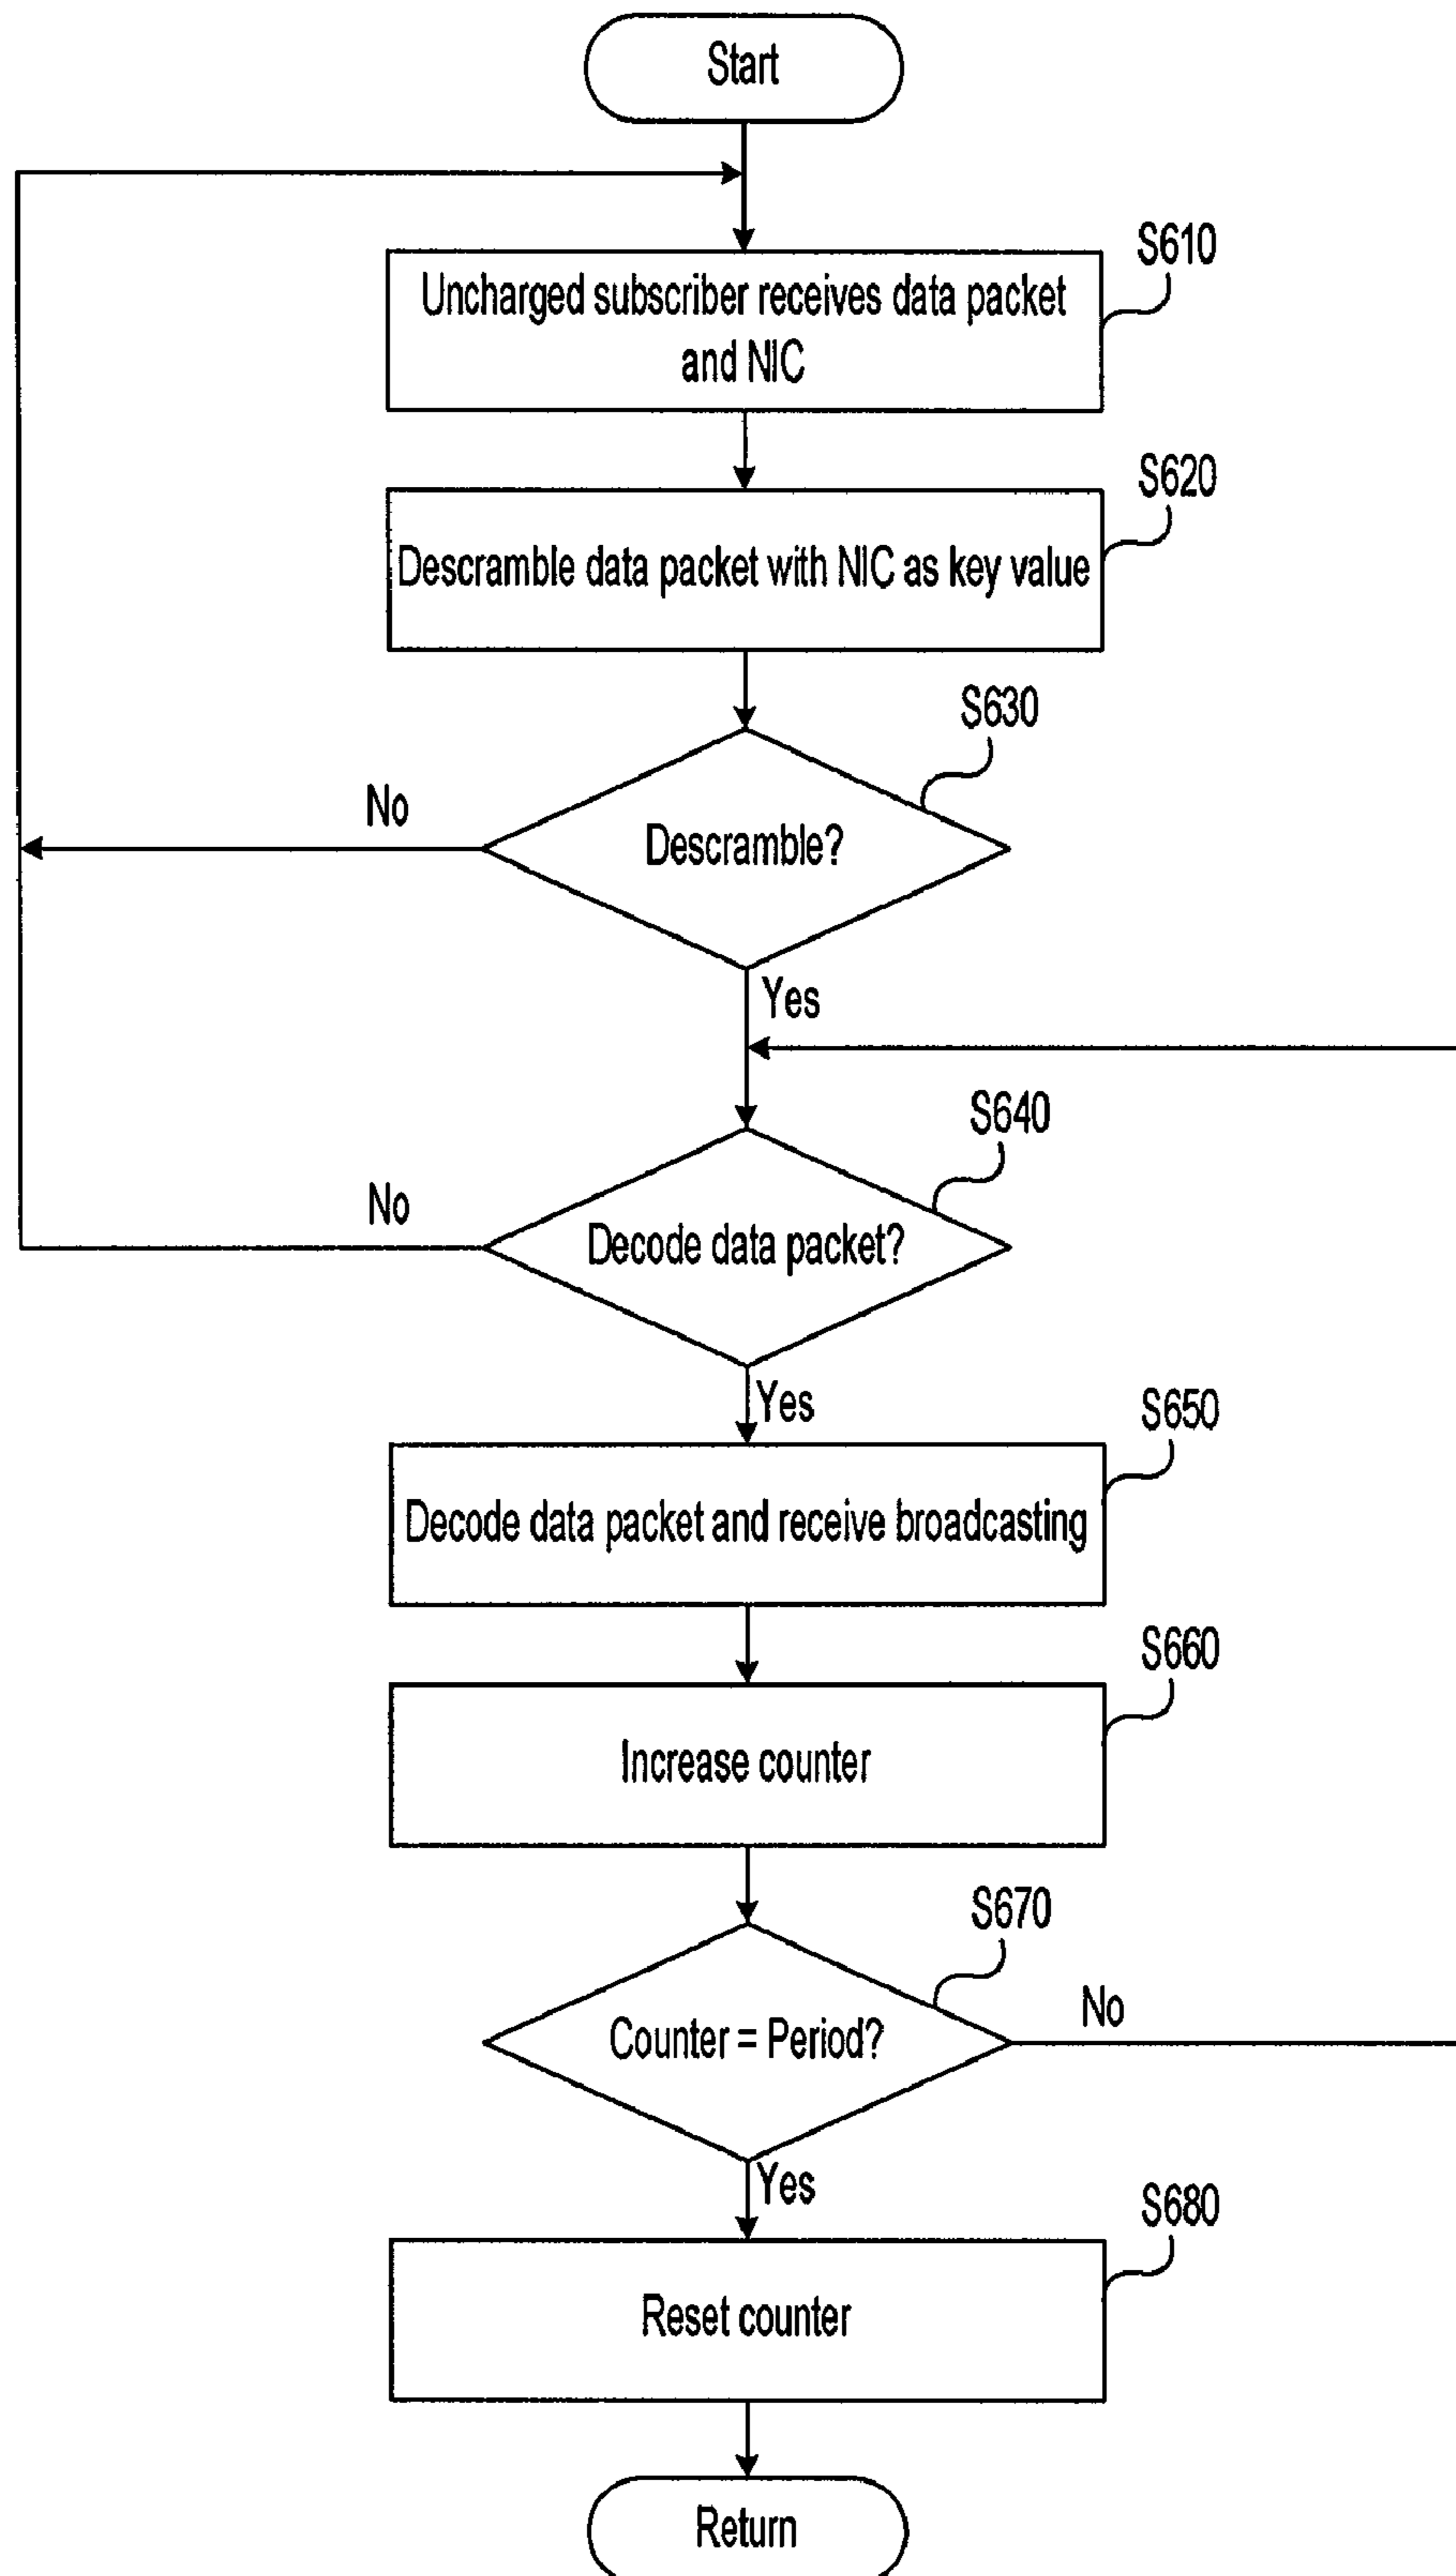 Start
S610
Uncharged subscriber receives data packet
and NIC
S620
Descramble data packet with NIC as key value
S630
No
Descramble?
Yes
S640
No
Decode data packet?
Yes
S650
Decode data packet and receive broadcasting
S660
Increase counter
S670
No
Counter = Period?
Yes
S680
Reset counter
Return